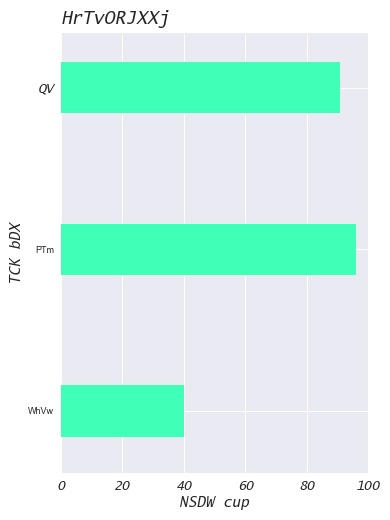 HrTvORJXXj
QV
PTm
WhVw
TCK bDX
0 20 40 60 80 100
NSDW cup